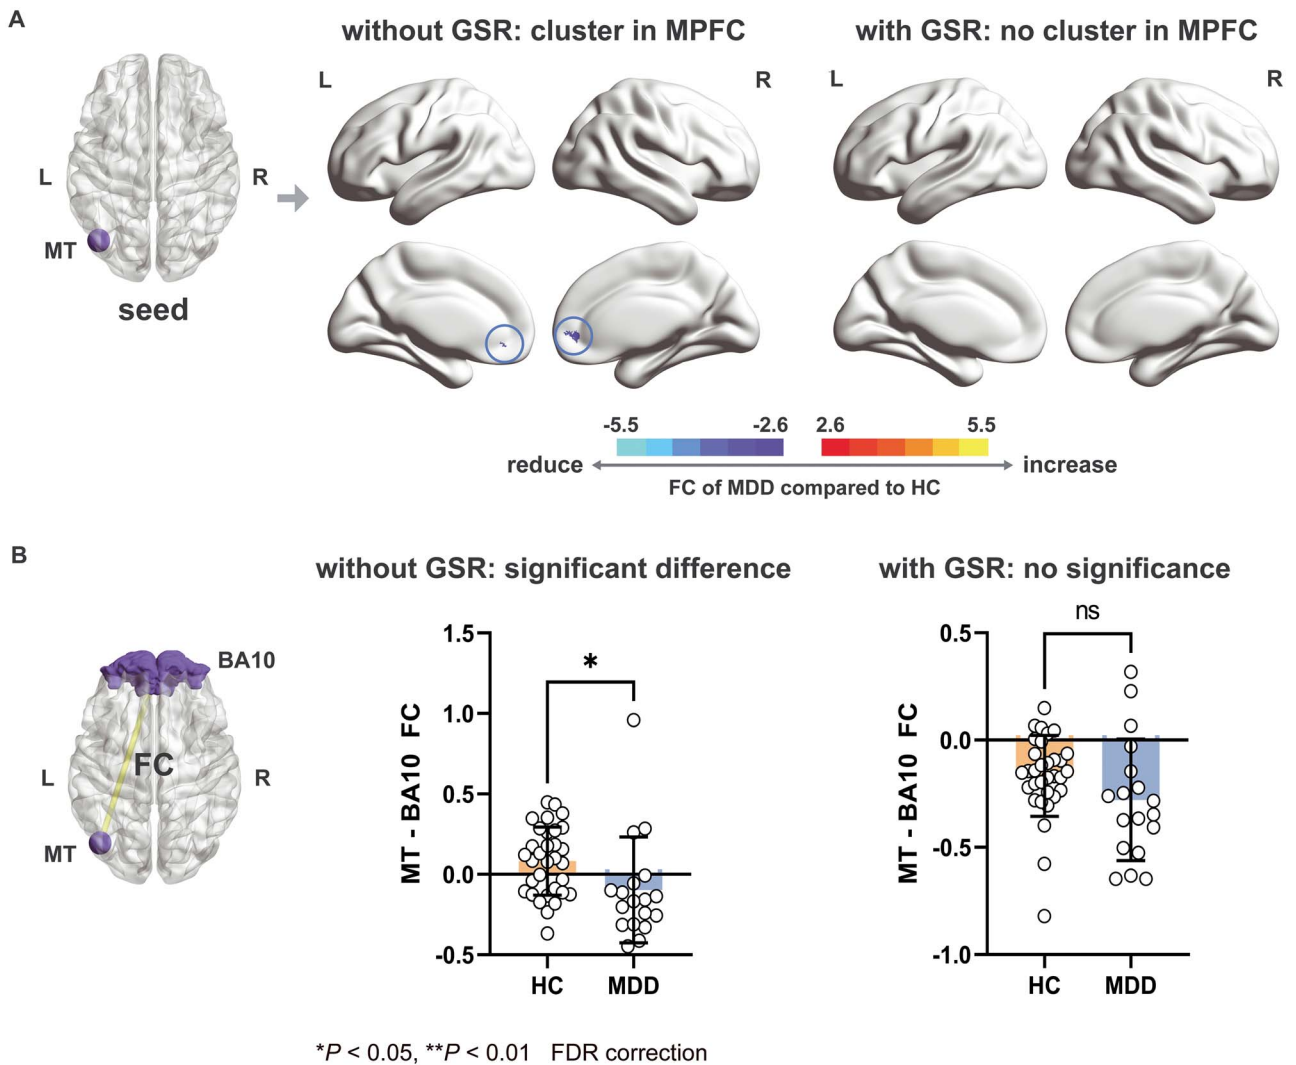 A
without GSR: cluster in MPFC
with GSR: no cluster in MPFC
L
R
L
R
L
R
MT
seed
-5.5
-2.6
2.6
5.5
reduce
increase
FC of MDD compared to HC
B
without GSR: significant difference
with GSR: no significance
BA10
FC
L
R
MT
MT - BA10 FC
1.5
1.0
0.5
0.0
-0.5
*
HC
MDD
MT - BA10 FC
0.5
0.0
-0.5
-1.0
ns
HC
MDD
*P < 0.05, **P < 0.01 FDR correction